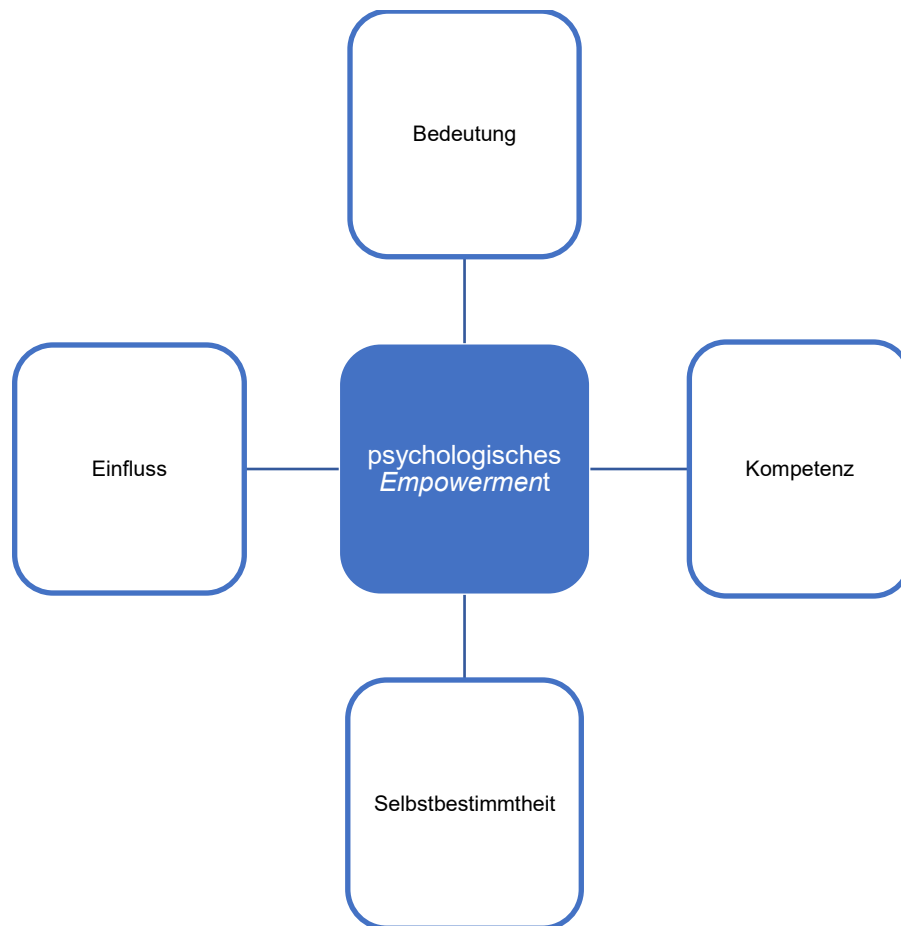 Bedeutung
Einfluss
psychologisches
Empowerment
Kompetenz
Selbstbestimmtheit